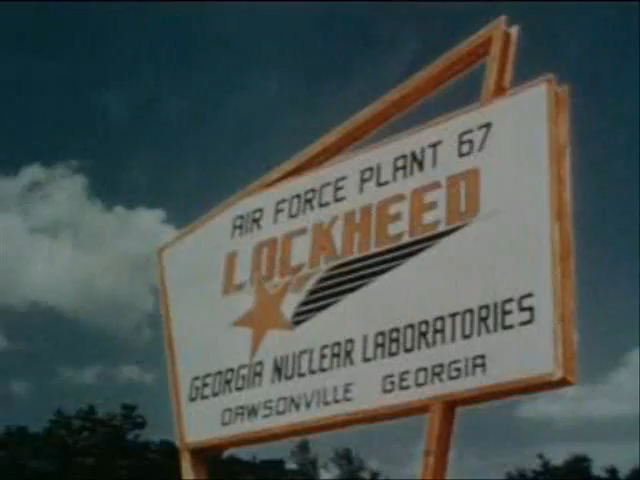 AIR FORCE PLANT 67
LOCKHEED
GEORGIA NUCLEAR LABORATORIES
DAWSONVILLE GEORGIA